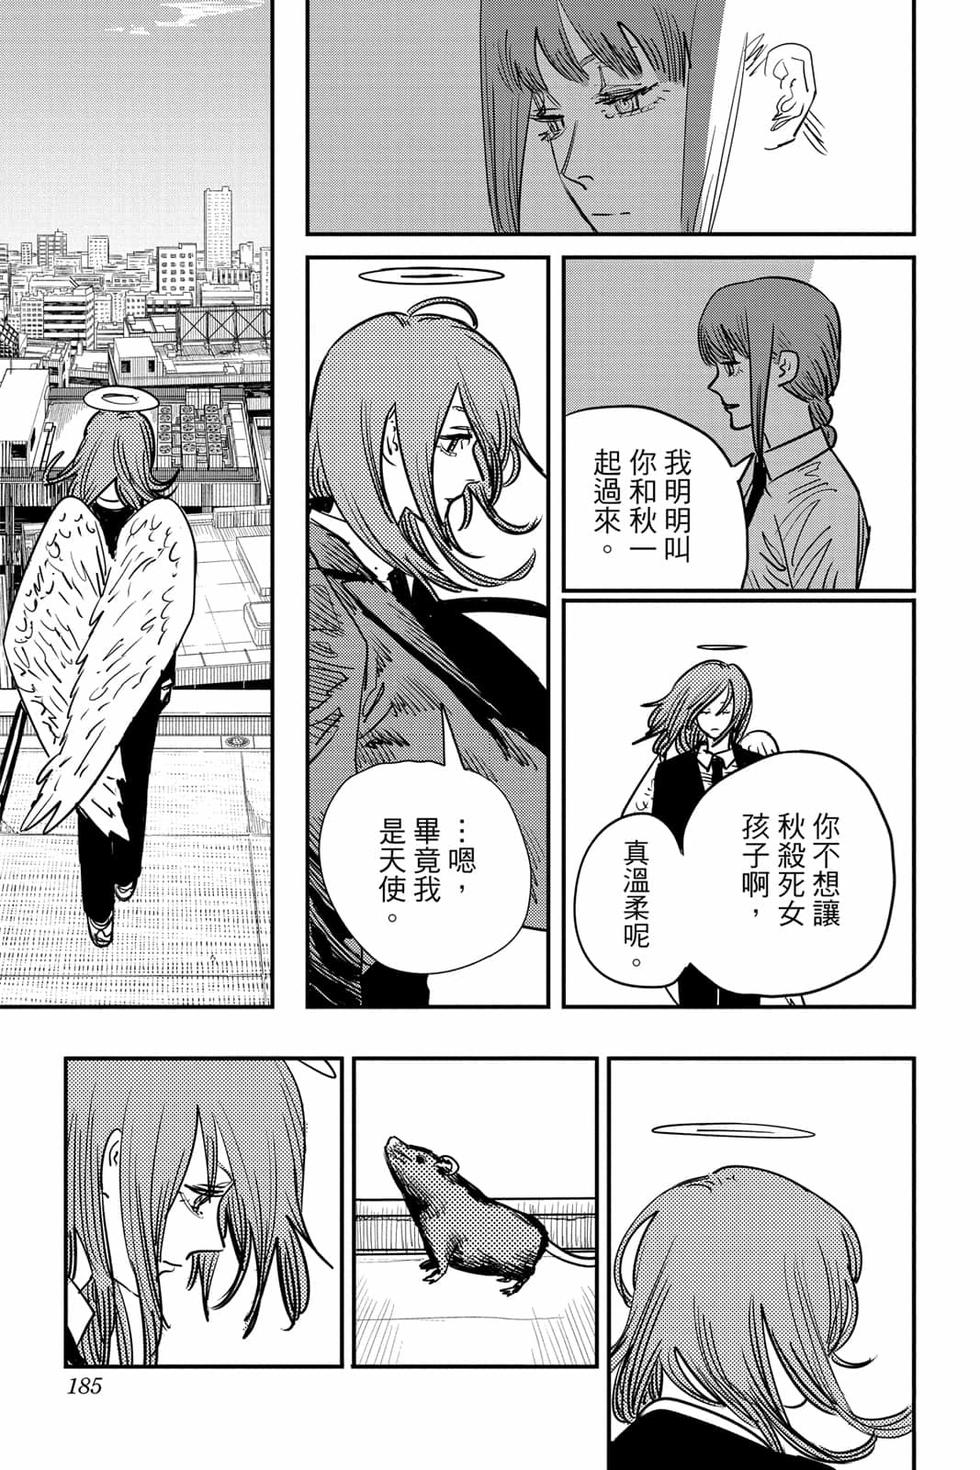 我明明叫
你和秋一
起過來。
你不想讓
秋殺死女
孩子啊，
真溫柔呢。
…嗯，
畢竟我
是天使。
185